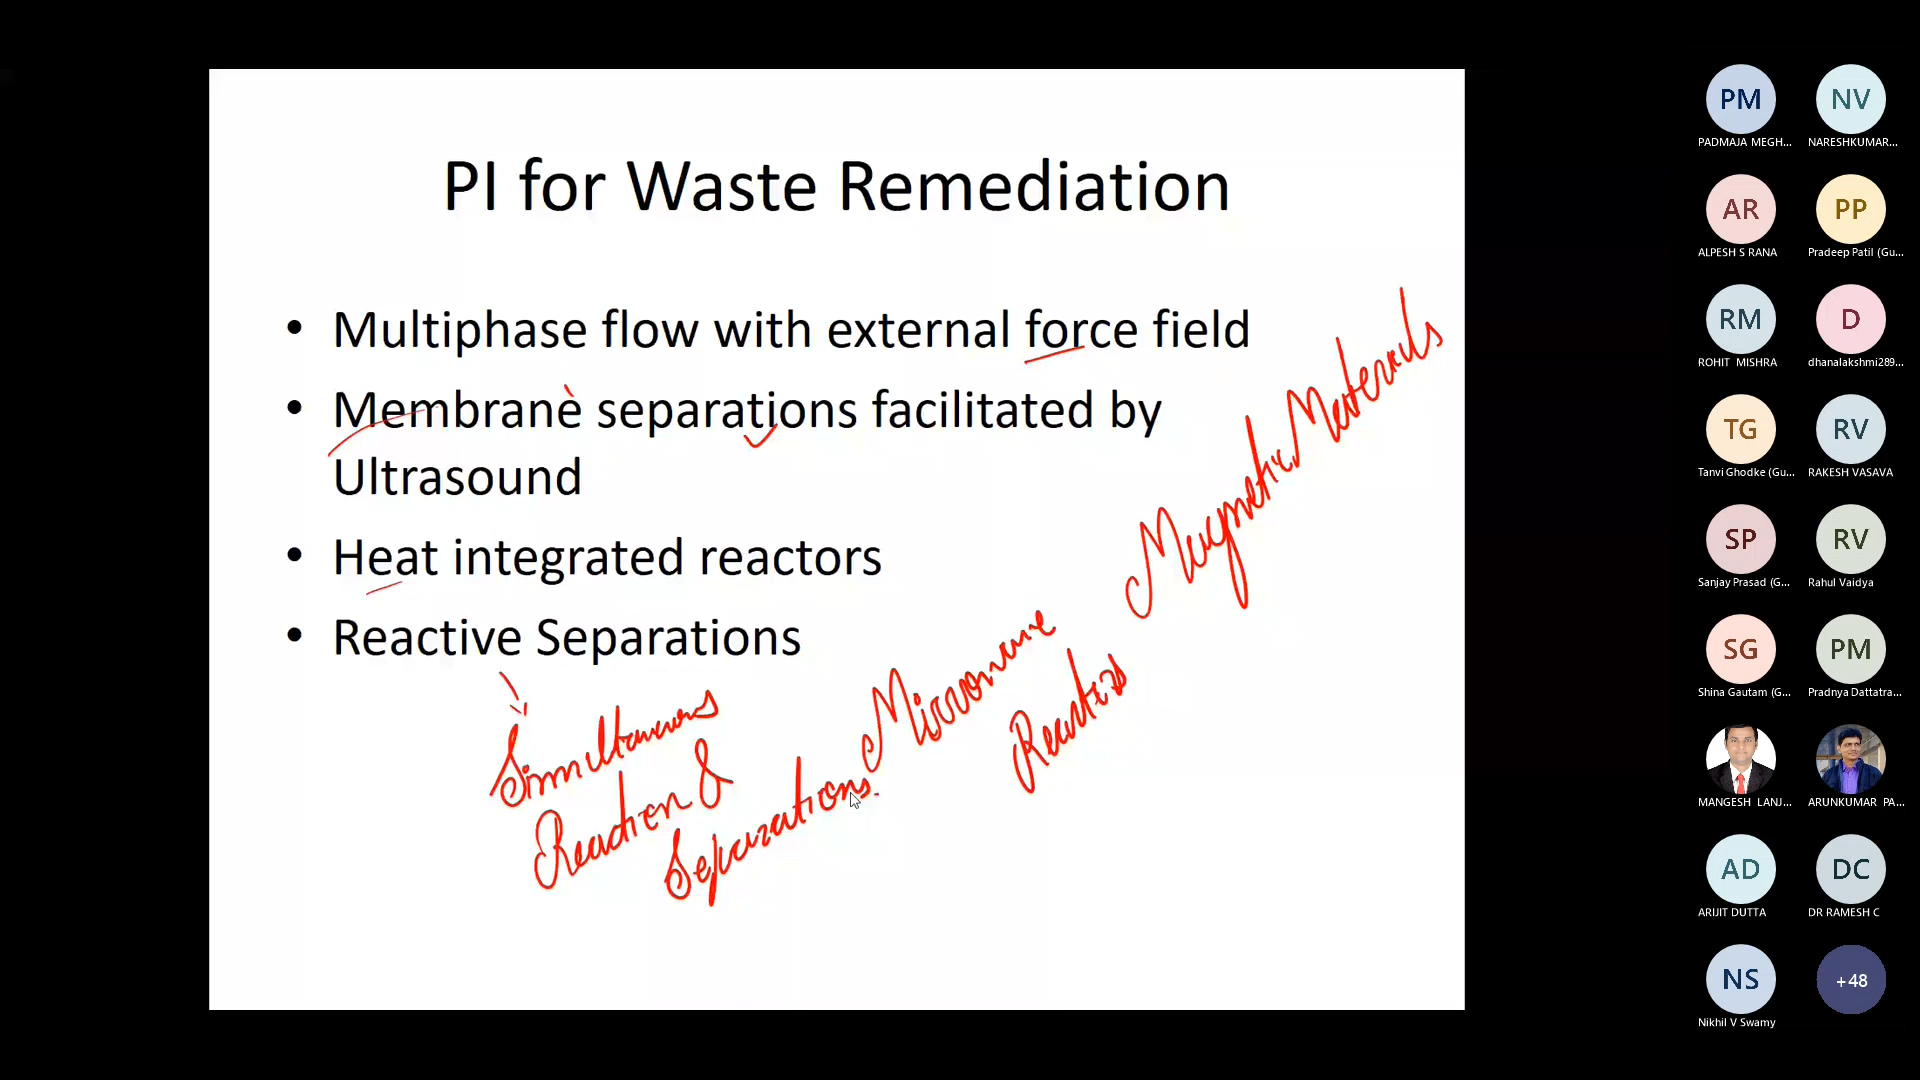 PI for Waste Remediation
• Multiphase flow with external force field
• Membrane separations facilitated by
Ultrasound
• Heat integrated reactors
• Reactive Separations
Simultaneous
Reaction &
Separations.
Microwave
Reactors
Magnetic Materials
PM
PADMAJA MEGH...
NV
NARESHKUMAR...
AR
ALPESH S RANA
PP
Pradeep Patil (Gu...
RM
ROHIT MISHRA
D
dhanalakshmi289...
TG
Tanvi Ghodke (Gu...
RV
RAKESH VASAVA
SP
Sanjay Prasad (G...
RV
Rahul Vaidya
SG
Shina Gautam (G...
PM
Pradnya Dattatra...
MANGESH LANJ...
ARUNKUMAR PA...
AD
ARIJIT DUTTA
DC
DR RAMESH C
NS
Nikhil V Swamy
+48